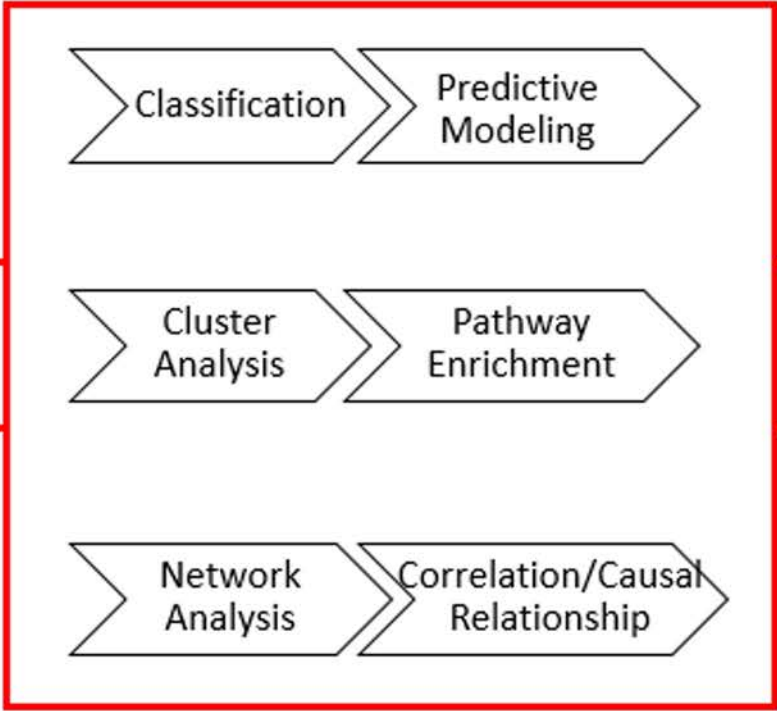 Classification
Predictive
Modeling
Cluster
Analysis
Pathway
Enrichment
Network
Analysis
Correlation/Causal
Relationship